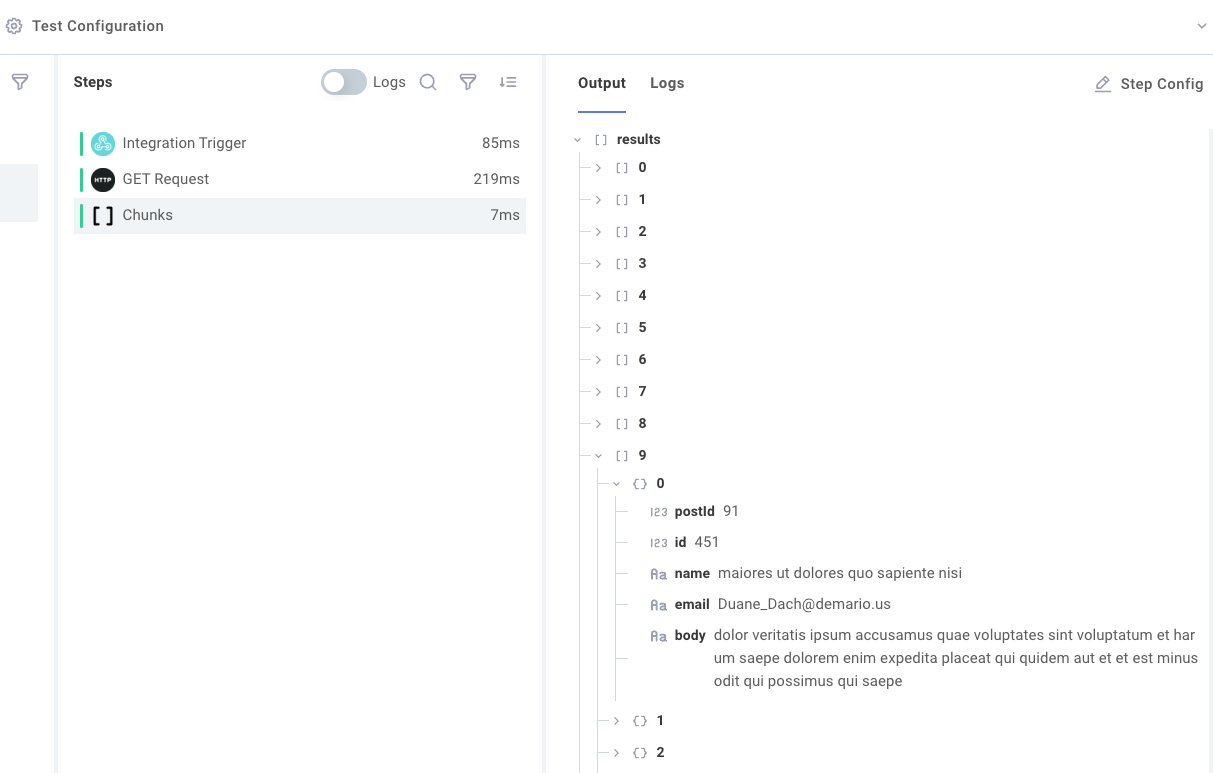 Test Configuration
Steps
Logs
Output
Logs
Step Config
Integration Trigger 85ms
HTTP
GET Request 219ms
[ ] Chunks 7ms
[ ] results
[ ] 0
[ ] 1
[ ] 2
[ ] 3
[ ] 4
[ ] 5
[ ] 6
[ ] 7
[ ] 8
[ ] 9
{} 0
123 postId 91
123 id 451
Aa name maiores ut dolores quo sapiente nisi
Aa email Duane_Dach@demario.us
Aa body dolor veritatis ipsum accusamus quae voluptates sint voluptatum et har
um saepe dolorem enim expedita placeat qui quidem aut et et est minus
odit qui possimus qui saepe
{} 1
{} 2